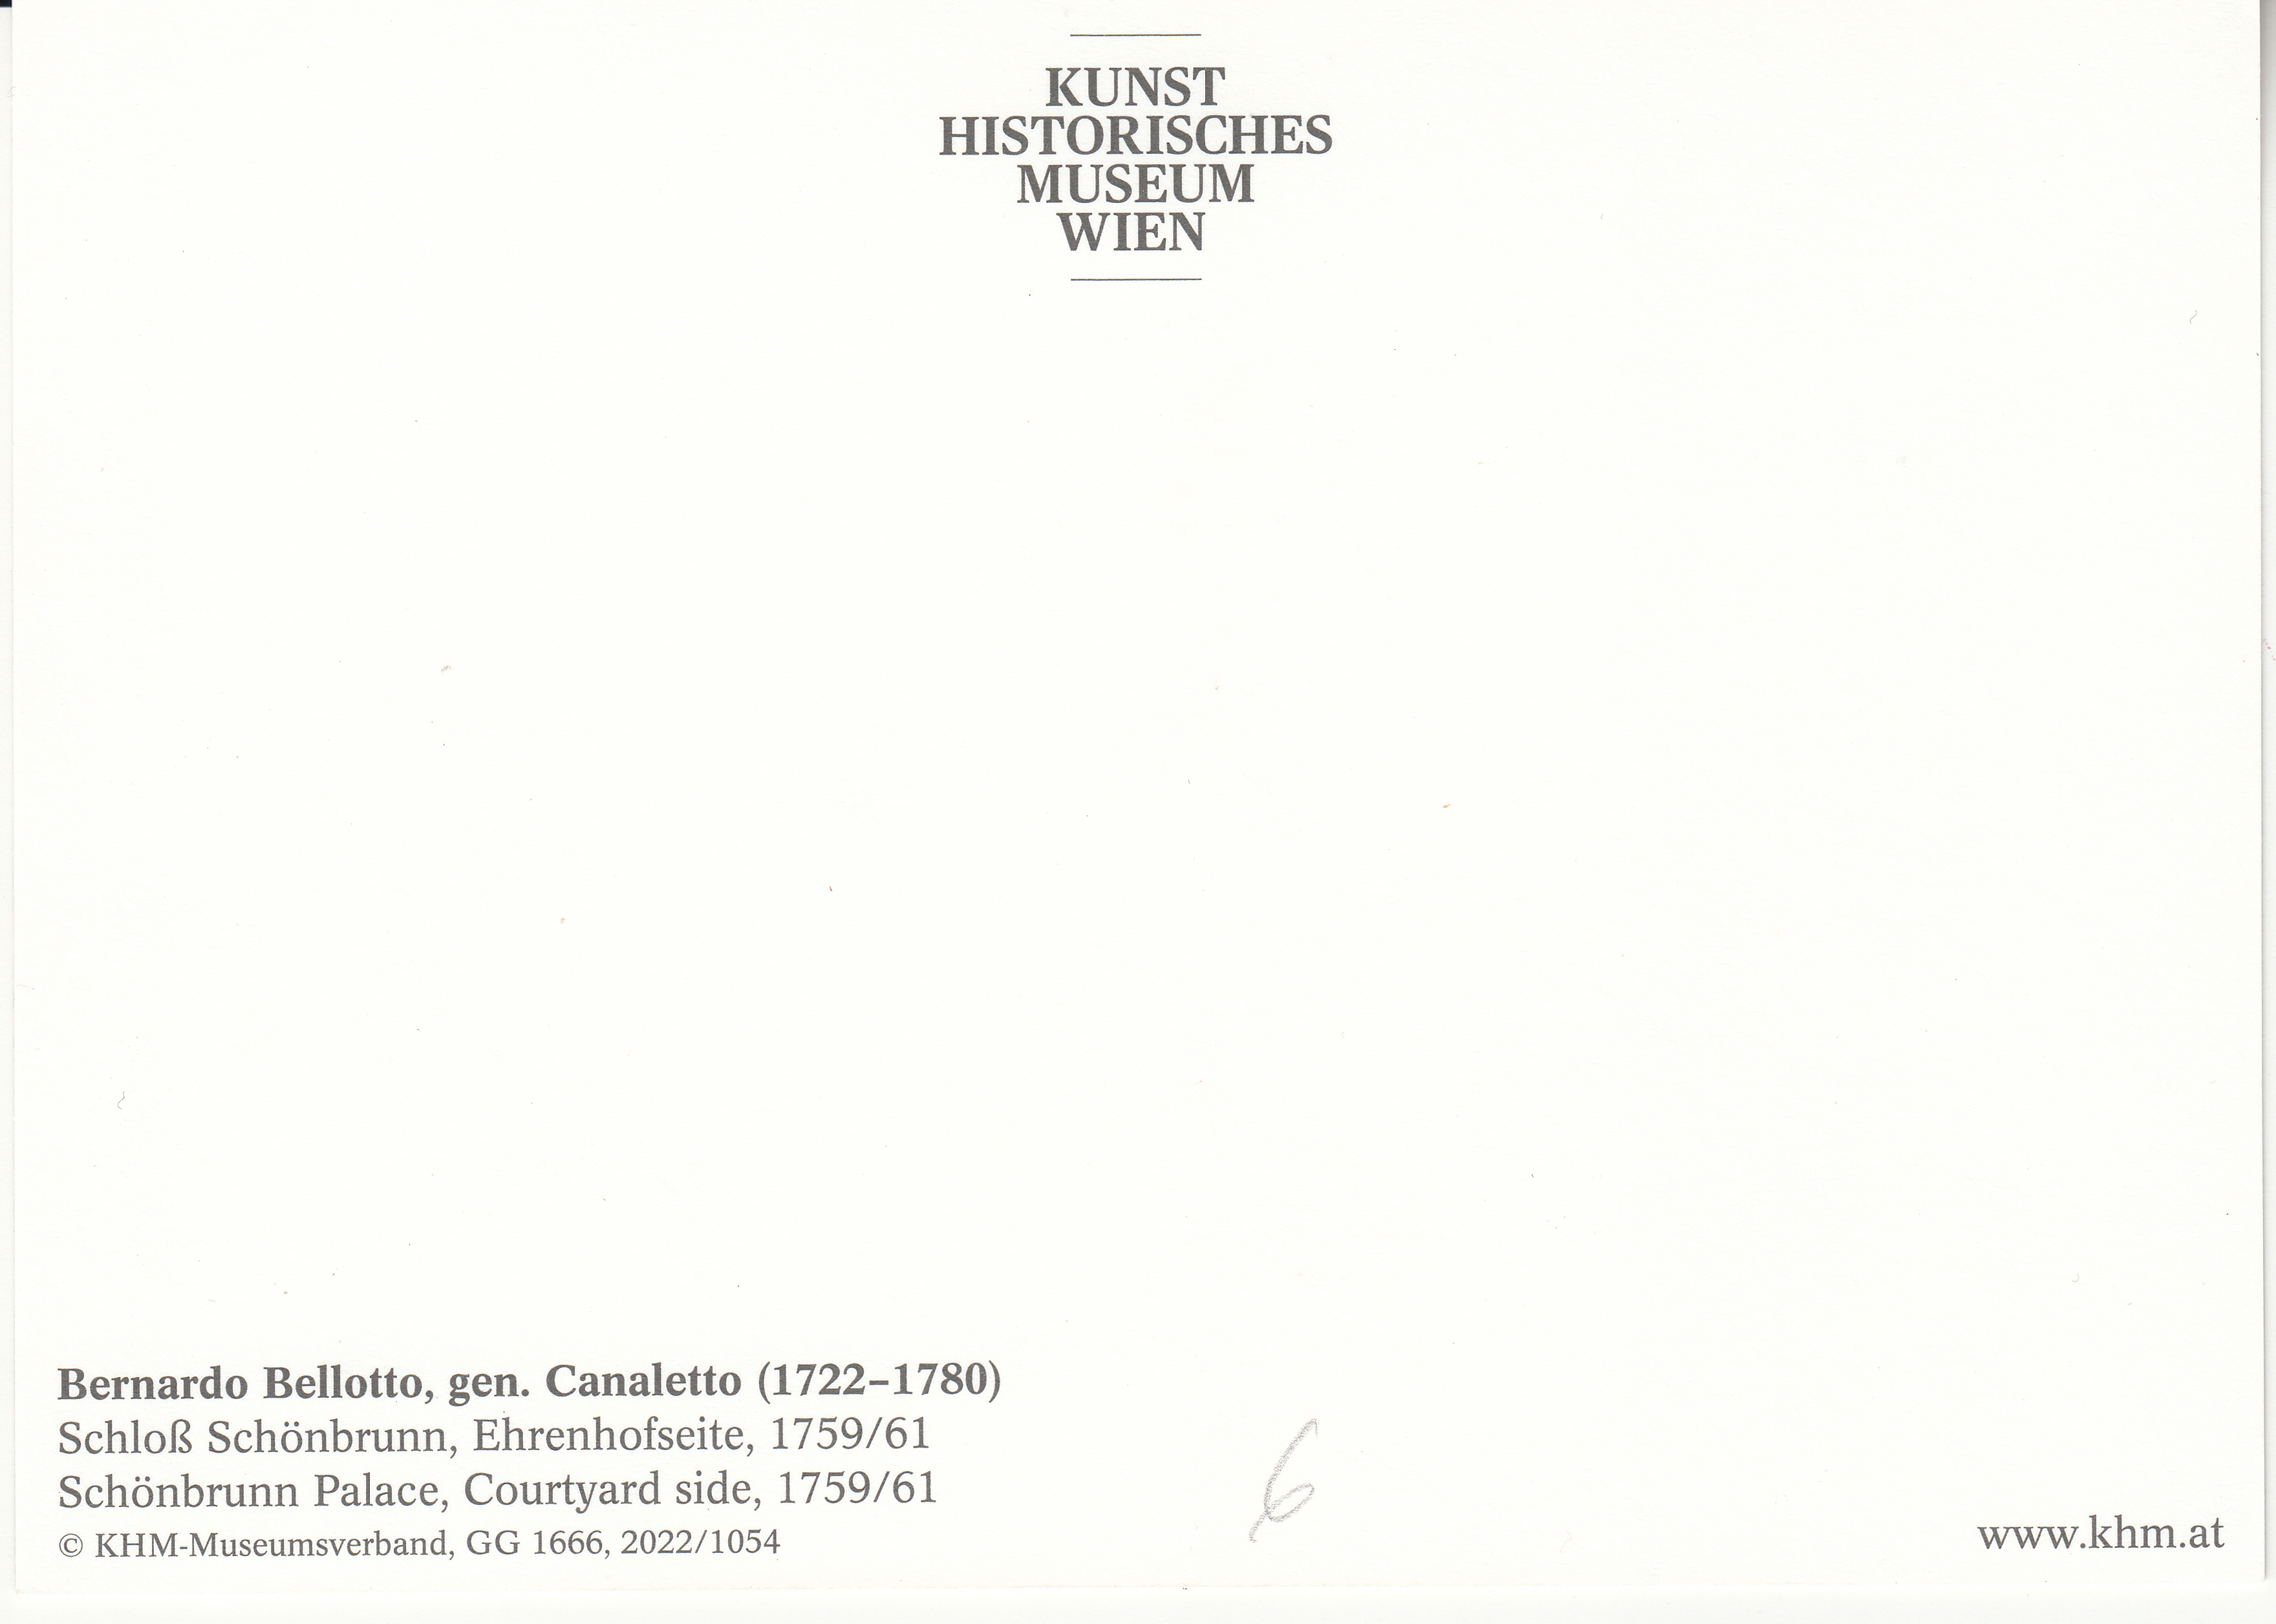 KUNST
HISTORISCHES
MUSEUM
WIEN
Bernardo Bellotto, gen. Canaletto (1722–1780)
Schloß Schönbrunn, Ehrenhofseite, 1759/61
Schönbrunn Palace, Courtyard side, 1759/61
© KHM-Museumsverband, GG 1666, 2022/1054
6
www.khm.at